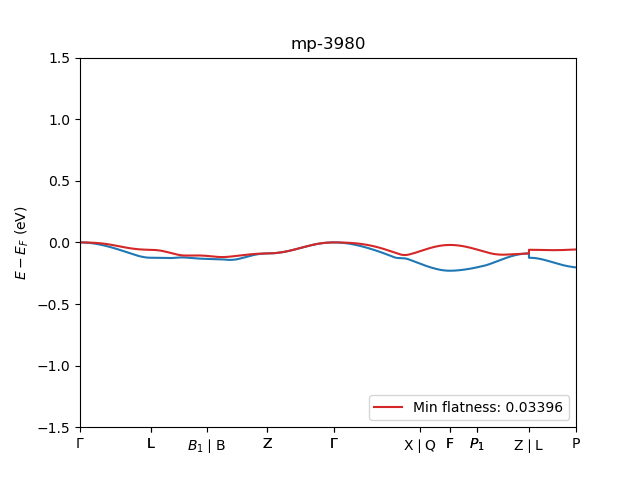 mp-3980
1.5
1.0
0.5
0.0
−0.5
−1.0
−1.5
E − E_F (eV)
Min flatness: 0.03396
Γ L B₁ | B Z Γ X | Q F P₁ Z | L P